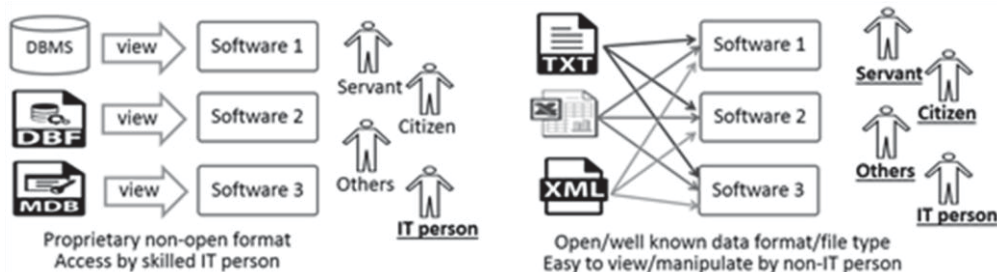 DBMS
view
Software 1
Servant
DBF
view
Software 2
Citizen
Others
MDB
view
Software 3
IT person
Proprietary non-open format
Access by skilled IT person
TXT
Software 1
Servant
X
Software 2
Citizen
Others
XML
Software 3
IT person
Open/well known data format/file type
Easy to view/manipulate by non-IT person